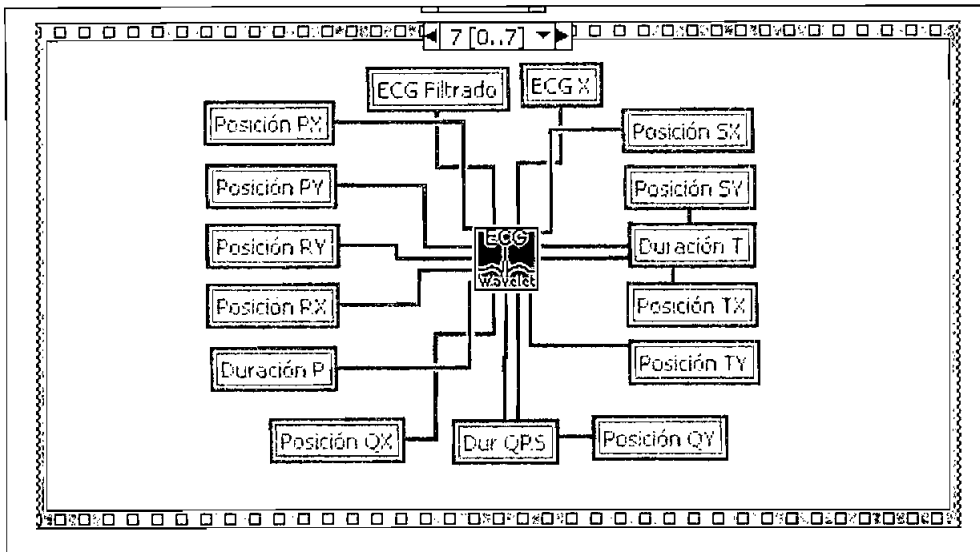 7 [0..7]
ECG Filtrado
ECG X
Posición PX
Posición SX
Posición PY
Posición SY
Posición RY
ECG
Wavelet
Duración T
Posición RX
Posición TX
Duración P
Posición TY
Posición QX
Dur QRS
Posición QY